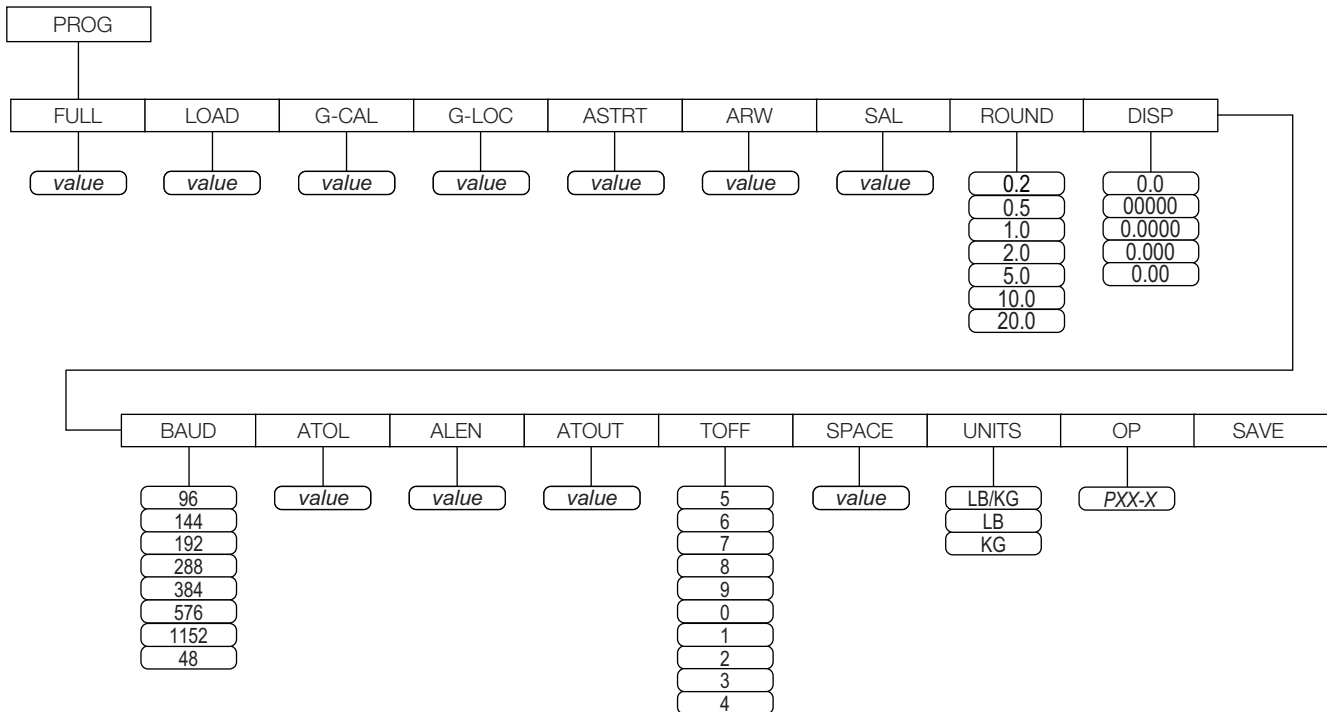 PROG
FULL LOAD G-CAL G-LOC ASTRT ARW SAL ROUND DISP
value value value value value value value 0.2 0.0
0.5 00000
1.0 0.0000
2.0 0.000
5.0 0.00
10.0
20.0
BAUD ATOL ALEN ATOUT TOFF SPACE UNITS OP SAVE
96 value value value 5 value LB/KG PXX-X
144 6 LB
192 7 KG
288 8
384 9
576 0
1152 1
48 2
3
4